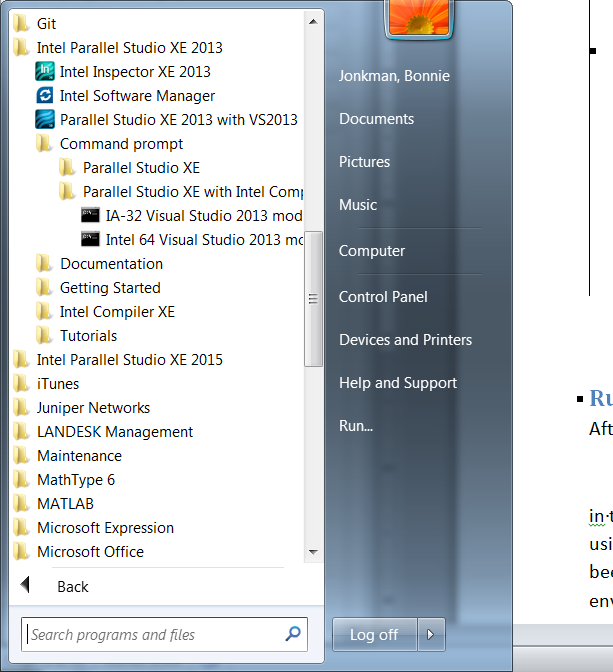 Git
Intel Parallel Studio XE 2013
Intel Inspector XE 2013
Intel Software Manager
Parallel Studio XE 2013 with VS2013
Command prompt
Parallel Studio XE
Parallel Studio XE with Intel Comp
IA-32 Visual Studio 2013 mod
Intel 64 Visual Studio 2013 mo
Documentation
Getting Started
Intel Compiler XE
Tutorials
Intel Parallel Studio XE 2015
iTunes
Juniper Networks
LANDESK Management
Maintenance
MathType 6
MATLAB
Microsoft Expression
Microsoft Office
Back
Search programs and files
Jonkman, Bonnie
Documents
Pictures
Music
Computer
Control Panel
Devices and Printers
Help and Support
Run...
Log off
Ru
Aft
in·t
usi
bee
env